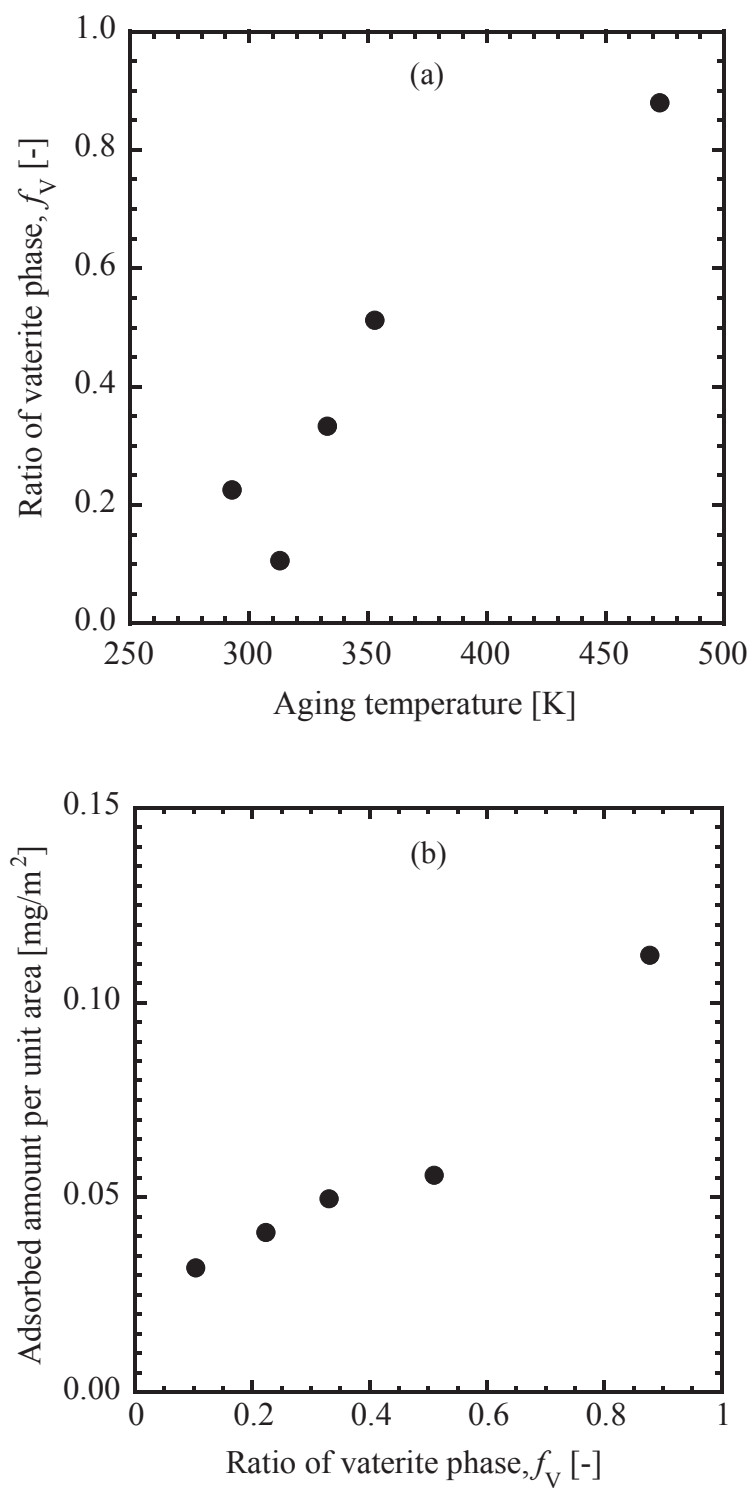 1.0
(a)
0.8
0.6
0.4
0.2
0.0
Ratio of vaterite phase, fV [-]
250 300 350 400 450 500
Aging temperature [K]
0.15
(b)
0.10
0.05
0.00
Adsorbed amount per unit area [mg/m²]
0 0.2 0.4 0.6 0.8 1
Ratio of vaterite phase, fV [-]